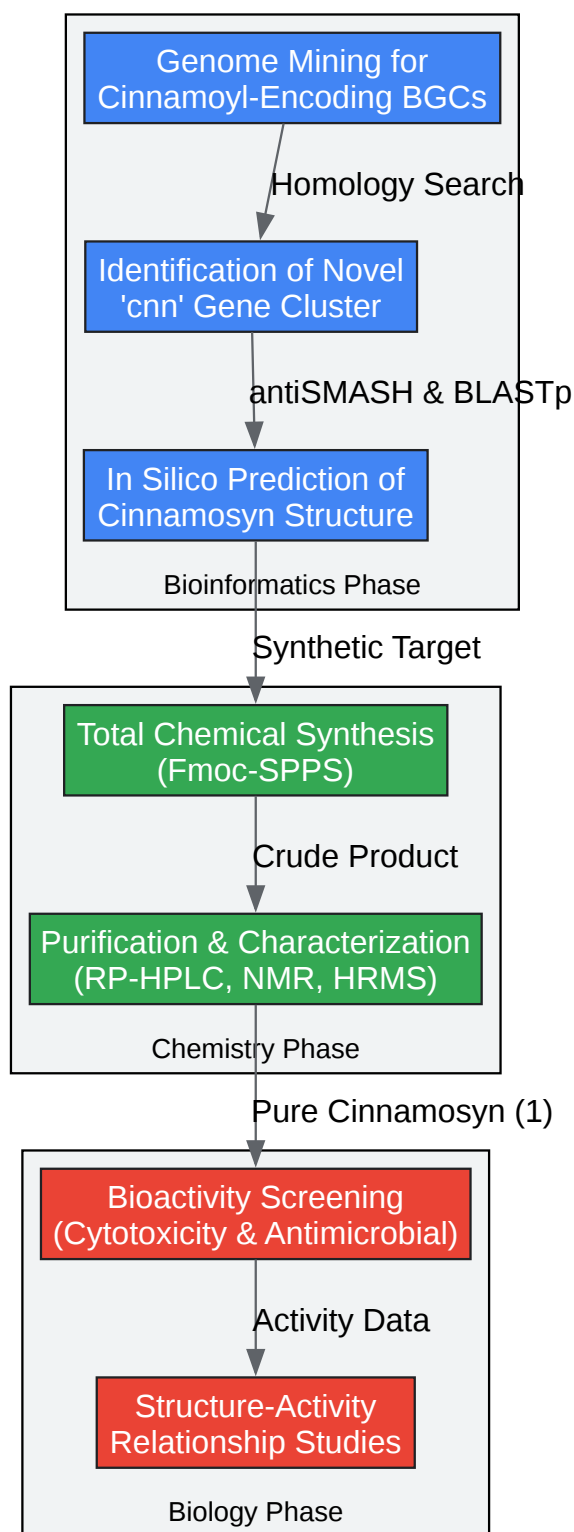 Genome Mining for
Cinnamoyl-Encoding BGCs
Homology Search
Identification of Novel
'cnn' Gene Cluster
antiSMASH & BLASTp
In Silico Prediction of
Cinnamosyn Structure
Bioinformatics Phase
Synthetic Target
Total Chemical Synthesis
(Fmoc-SPPS)
Crude Product
Purification & Characterization
(RP-HPLC, NMR, HRMS)
Chemistry Phase
Pure Cinnamosyn (1)
Bioactivity Screening
(Cytotoxicity & Antimicrobial)
Activity Data
Structure-Activity
Relationship Studies
Biology Phase